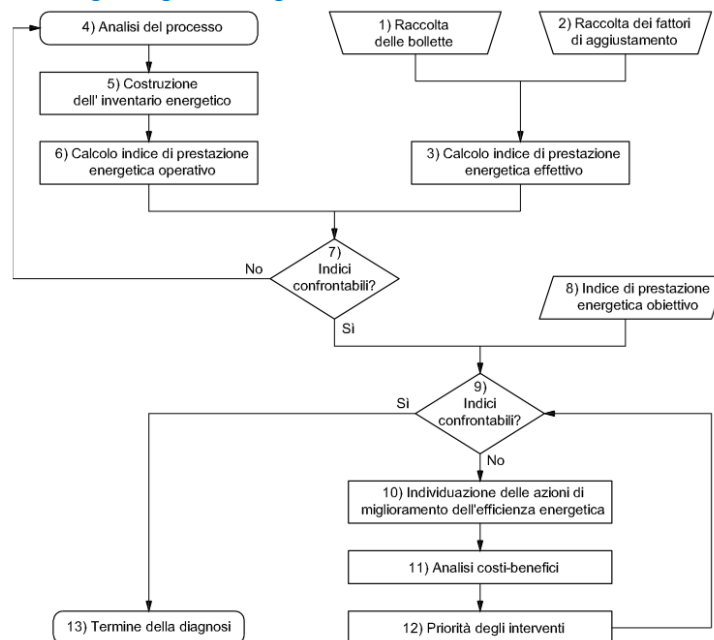 4) Analisi del processo
1) Raccolta
delle bollette
2) Raccolta dei fattori
di aggiustamento
5) Costruzione
dell' inventario energetico
6) Calcolo indice di prestazione
energetica operativo
3) Calcolo indice di prestazione
energetica effettivo
7)
Indici
confrontabili?
No
Sì
8) Indice di prestazione
energetica obiettivo
9)
Indici
confrontabili?
Sì
No
10) Individuazione delle azioni di
miglioramento dell'efficienza energetica
11) Analisi costi-benefici
12) Priorità degli interventi
13) Termine della diagnosi